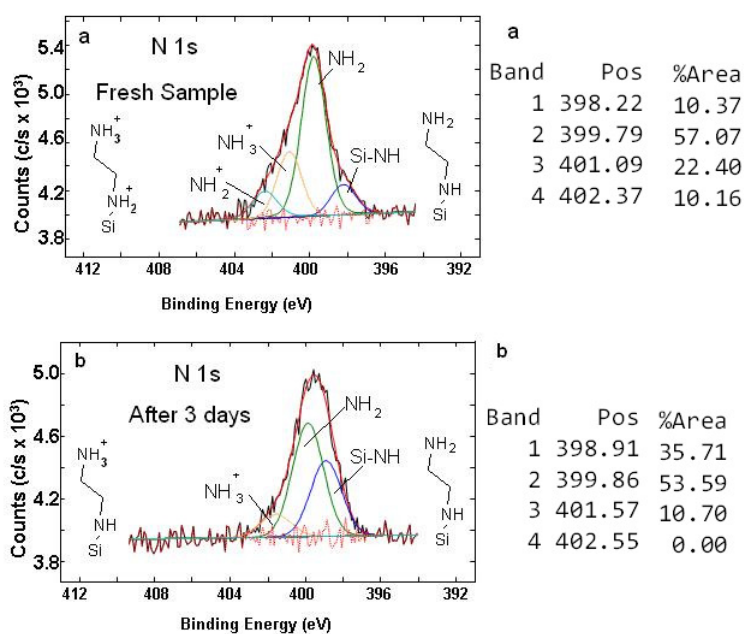 a
N 1s
Fresh Sample
5.4
5.0
4.6
4.2
3.8
Counts (c/s x 10³)
NH₂
NH₃⁺
NH₂⁺
Si-NH
NH₃⁺
NH₂⁺
Si
NH₂
NH
Si
412 408 404 400 396 392
Binding Energy (eV)
a
Band Pos %Area
1 398.22 10.37
2 399.79 57.07
3 401.09 22.40
4 402.37 10.16
b
N 1s
After 3 days
5.0
4.6
4.2
3.8
Counts (c/s x 10³)
NH₂
Si-NH
NH₃⁺
NH₃⁺
NH
Si
NH₂
NH
Si
412 408 404 400 396 392
Binding Energy (eV)
b
Band Pos %Area
1 398.91 35.71
2 399.86 53.59
3 401.57 10.70
4 402.55 0.00